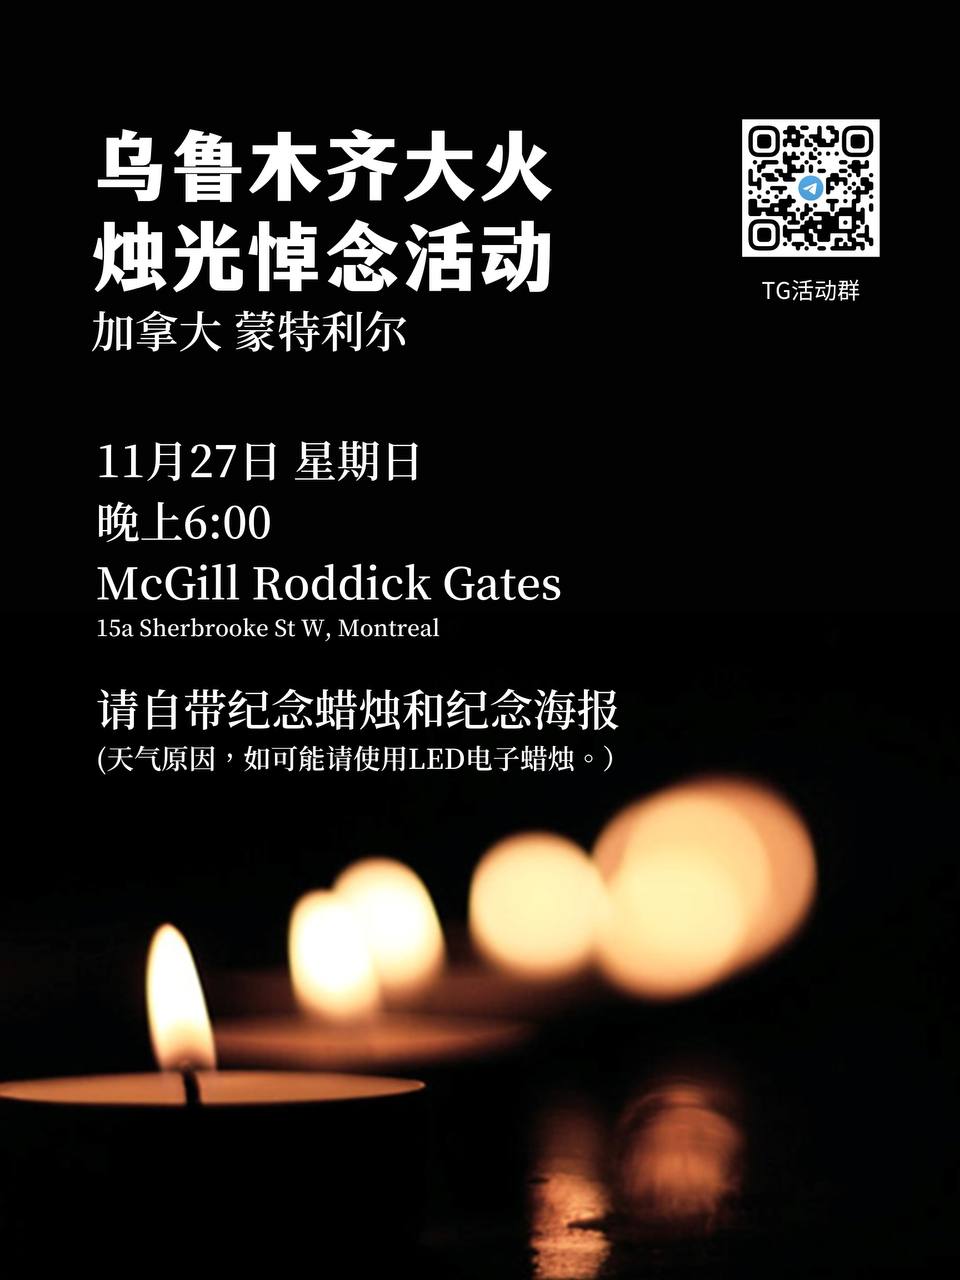 乌鲁木齐大火
烛光悼念活动
加拿大 蒙特利尔
TG活动群
11月27日 星期日
晚上6:00
McGill Roddick Gates
15a Sherbrooke St W, Montreal
请自带纪念蜡烛和纪念海报
(天气原因，如可能请使用LED电子蜡烛。）